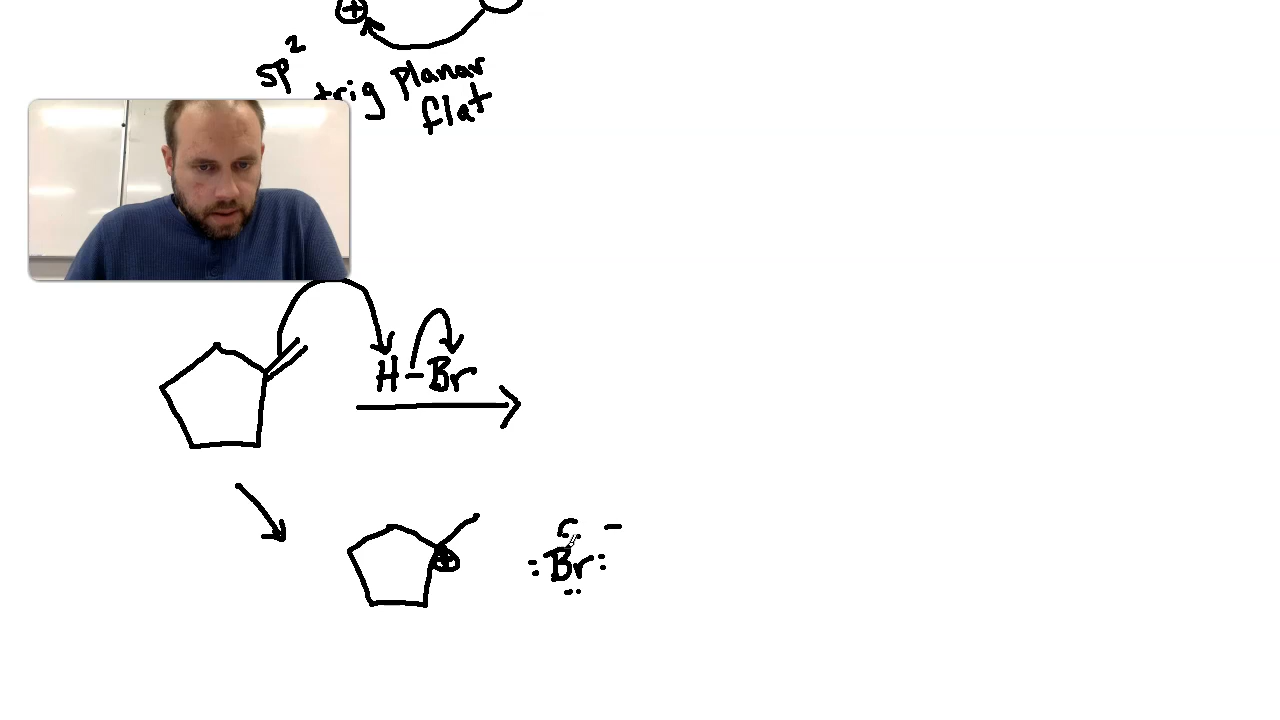 +
sp²
trig planar
flat
H-Br
+
:Br: -